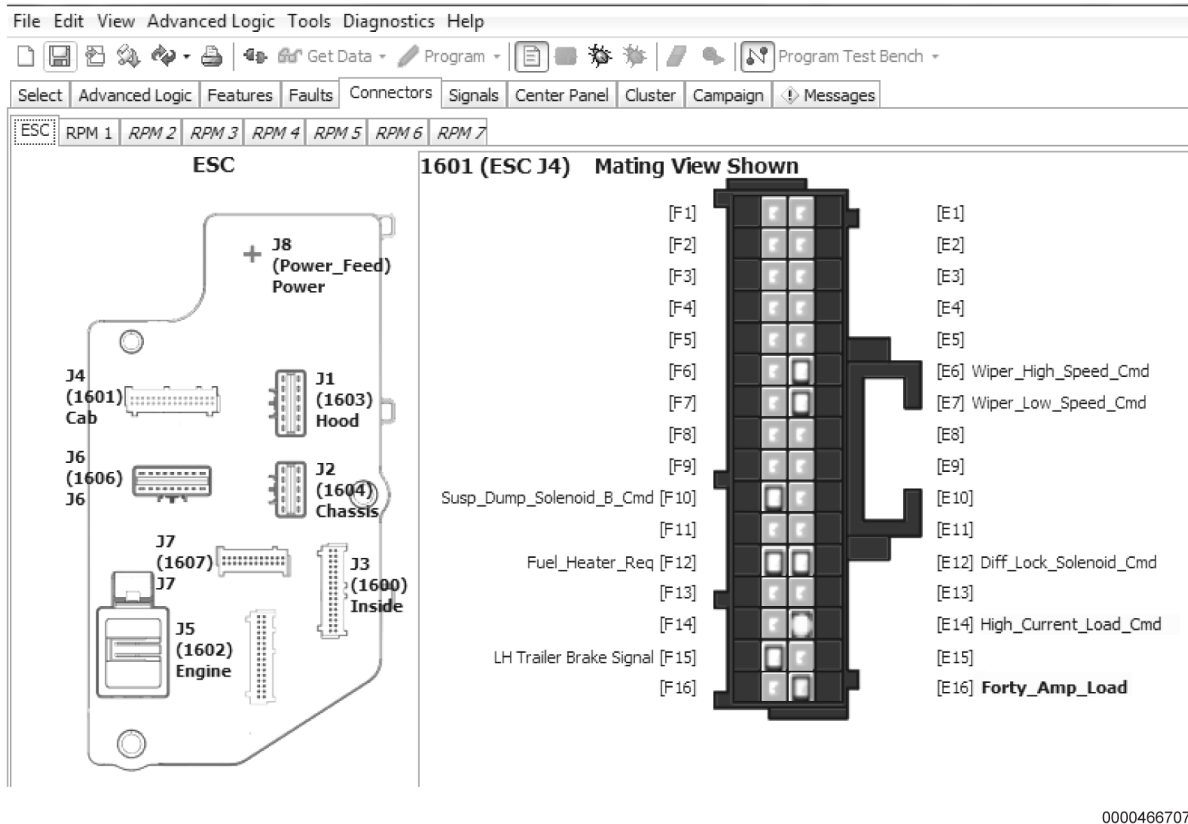 File Edit View Advanced Logic Tools Diagnostics Help
Get Data Program Program Test Bench
Select Advanced Logic Features Faults Connectors Signals Center Panel Cluster Campaign Messages
ESC RPM 1 RPM 2 RPM 3 RPM 4 RPM 5 RPM 6 RPM 7
ESC
J8
(Power_Feed)
Power
J4
(1601)
Cab
J1
(1603)
Hood
J6
(1606)
J6
J2
(1604)
Chassis
J7
(1607)
J7
J3
(1600)
Inside
J5
(1602)
Engine
1601 (ESC J4) Mating View Shown
[F1] [E1]
[F2] [E2]
[F3] [E3]
[F4] [E4]
[F5] [E5]
[F6] [E6] Wiper_High_Speed_Cmd
[F7] [E7] Wiper_Low_Speed_Cmd
[F8] [E8]
[F9] [E9]
Susp_Dump_Solenoid_B_Cmd [F10] [E10]
[F11] [E11]
Fuel_Heater_Req [F12] [E12] Diff_Lock_Solenoid_Cmd
[F13] [E13]
[F14] [E14] High_Current_Load_Cmd
LH Trailer Brake Signal [F15] [E15]
[F16] [E16] Forty_Amp_Load
0000466707